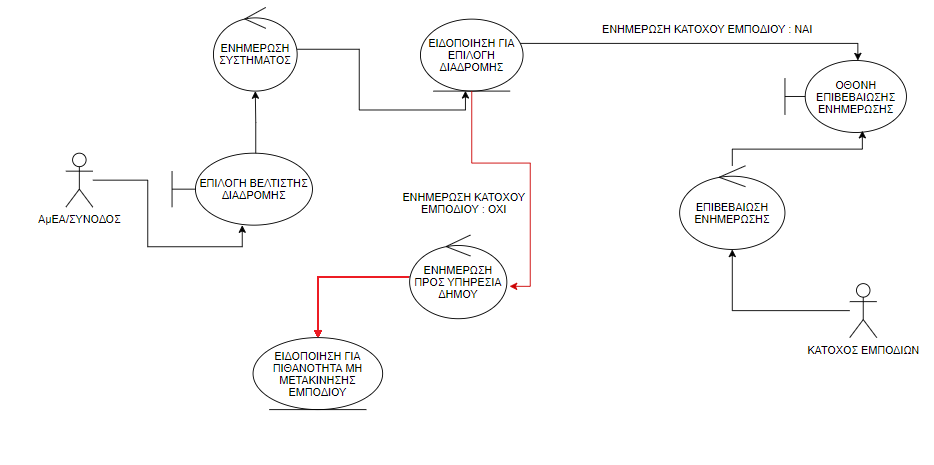 ΕΝΗΜΕΡΩΣΗ ΚΑΤΟΧΟΥ ΕΜΠΟΔΙΟΥ : ΝΑΙ
ΕΝΗΜΕΡΩΣΗ
ΣΥΣΤΗΜΑΤΟΣ
ΕΙΔΟΠΟΙΗΣΗ ΓΙΑ
ΕΠΙΛΟΓΗ
ΔΙΑΔΡΟΜΗΣ
ΟΘΟΝΗ
ΕΠΙΒΕΒΑΙΩΣΗΣ
ΕΝΗΜΕΡΩΣΗΣ
ΕΠΙΛΟΓΗ ΒΕΛΤΙΣΤΗΣ
ΔΙΑΔΡΟΜΗΣ
ΑμΕΑ/ΣΥΝΟΔΟΣ
ΕΝΗΜΕΡΩΣΗ ΚΑΤΟΧΟΥ
ΕΜΠΟΔΙΟΥ : ΟΧΙ
ΕΠΙΒΑΙΩΣΗ
ΕΝΗΜΕΡΩΣΗΣ
ΕΝΗΜΕΡΩΣΗ
ΠΡΟΣ ΥΠΗΡΕΣΙΑ
ΔΗΜΟΥ
ΚΑΤΟΧΟΣ ΕΜΠΟΔΙΩΝ
ΕΙΔΟΠΟΙΗΣΗ ΓΙΑ
ΠΙΘΑΝΟΤΗΤΑ ΜΗ
ΜΕΤΑΚΙΝΗΣΗΣ
ΕΜΠΟΔΙΟΥ